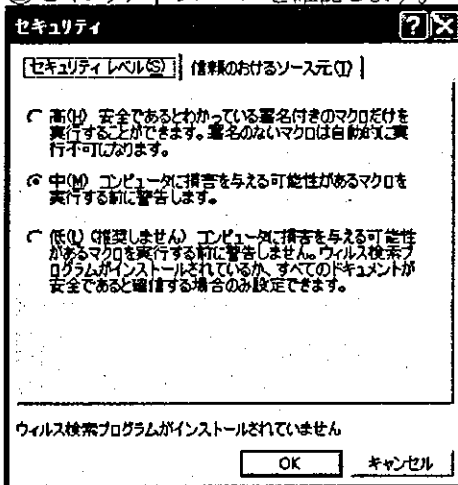 セキュリティ
セキュリティ レベル(S)
信頼のおけるソース元(T)
高(H) 安全であるとわかっている署名付きのマクロだけを
実行することができます。署名のないマクロは自動的に実
行不可になります。
中(M) コンピュータに損害を与える可能性があるマクロを
実行する前に警告します。
低(L) (推奨しません) コンピュータに損害を与える可能性
があるマクロを実行する前に警告しません。ウィルス検索プ
ログラムがインストールされているか、すべてのドキュメントが
安全であると確信する場合のみ設定できます。
ウィルス検索プログラムがインストールされていません
OK
キャンセル